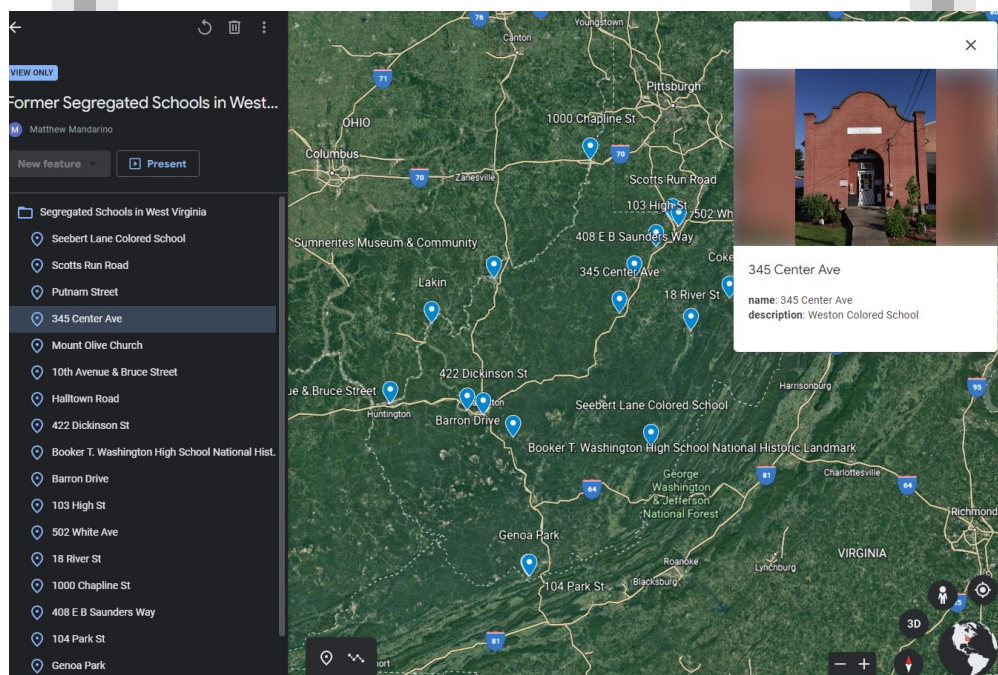 VIEW ONLY
Former Segregated Schools in West...
M Matthew Mandarino
New feature
Present
Segregated Schools in West Virginia
Seebert Lane Colored School
Scotts Run Road
Putnam Street
345 Center Ave
Mount Olive Church
10th Avenue & Bruce Street
Halltown Road
422 Dickinson St
Booker T. Washington High School National Hist.
Barron Drive
103 High St
502 White Ave
18 River St
1000 Chapline St
408 E B Saunders Way
104 Park St
Genoa Park
76
Youngstown
Canton
71
Pittsburgh
OHIO
1000 Chapline St
Columbus
70
70
Zanesville
Scotts Run Road
103 High St
502 Wh
408 E B Saunders Way
Sumnerites Museum & Community
345 Center Ave
Coke
Lakin
18 River St
422 Dickinson St
Harrisonburg
95
ue & Bruce Street
Huntington
Barron Drive
Seebert Lane Colored School
Booker T. Washington High School National Historic Landmark
81
Charlottesville
64
64
George
Washington
& Jefferson
National Forest
Richmond
Genoa Park
VIRGINIA
Roanoke
Lynchburg
104 Park St
Blacksburg
81
port
3D
345 Center Ave
name: 345 Center Ave
description: Weston Colored School